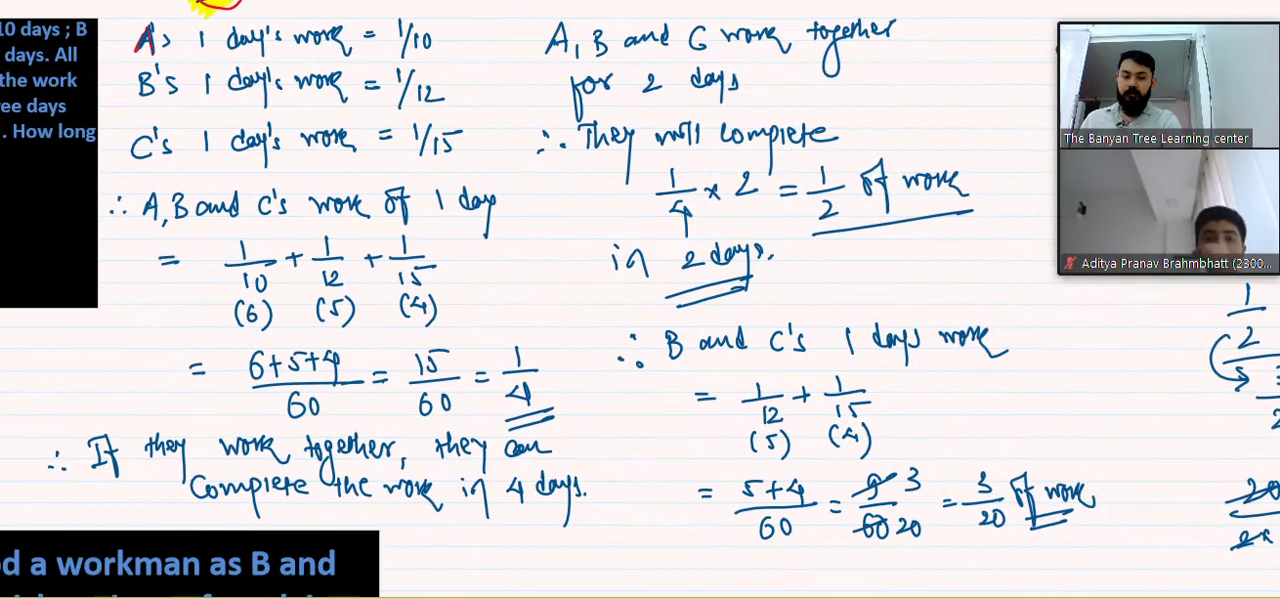 10 days ; B
days. All
the work
ree days
. How long
A's 1 day's work = 1/10
B's 1 day's work = 1/12
C's 1 day's work = 1/15
∴ A, B and C's work of 1 day
= 1/10 + 1/12 + 1/15
(6) (5) (4)
= 6+5+4/60 = 15/60 = 1/4
∴ If they work together, they can
Complete the work in 4 days.
A, B and C work together
for 2 days
∴ They will complete
1/4 × 2 = 1/2 of work
in 2 days.
∴ B and C's 1 days work
= 1/12 + 1/15
(5) (4)
= 5+4/60 = 9/60 3/20 = 3/20 of work
The Banyan Tree Learning center
Aditya Pranav Brahmbhatt (2300...
1
2
d a workman as B and